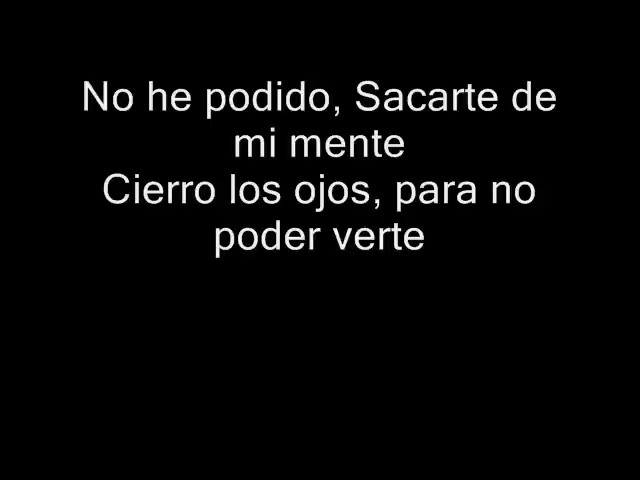 No he podido, Sacarte de
mi mente
Cierro los ojos, para no
poder verte